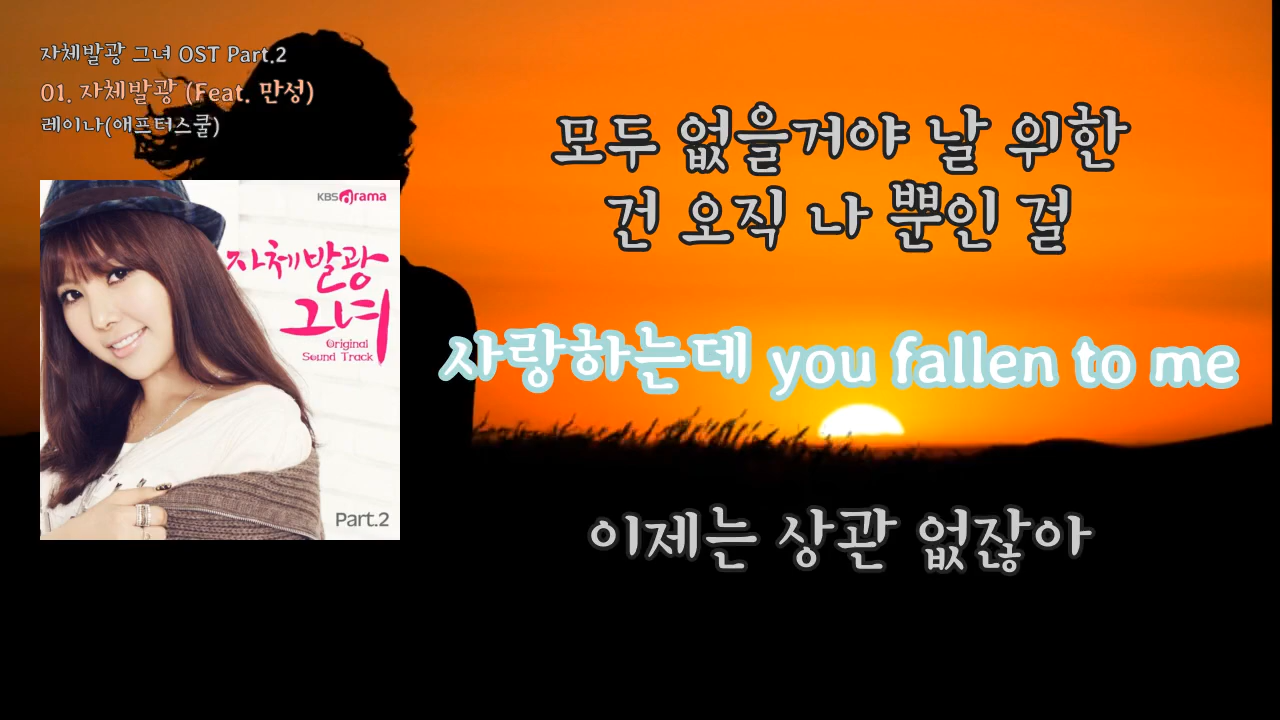 자체발광 그녀 OST Part.2
01. 자체발광 (Feat. 만성)
레이나(애프터스쿨)
KBS drama
자체발광
그녀
Original
Sound Track
Part.2
모두 없을거야 날 위한
건 오직 나 뿐인 걸
사랑하는데 you fallen to me
이제는 상관 없잖아